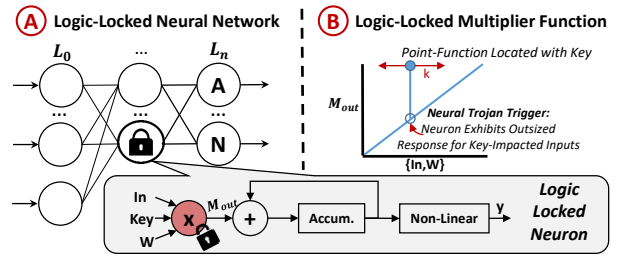 A Logic-Locked Neural Network
L0 ... Ln
A
... ... 
N
B Logic-Locked Multiplier Function
Point-Function Located with Key
k
Mout
Neural Trojan Trigger:
Neuron Exhibits Outsized
Response for Key-Impacted Inputs
{In,W}
In
Key
W
x
Mout
+
Accum.
Non-Linear
y
Logic
Locked
Neuron